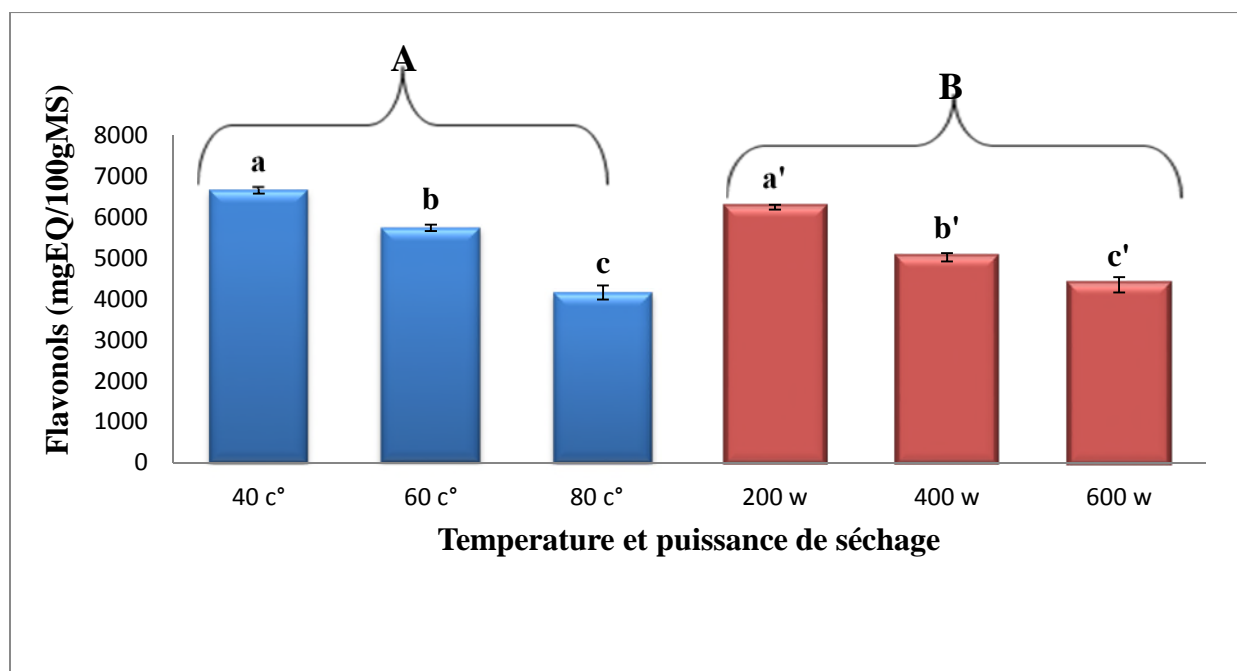 A
B
Flavonols (mgEQ/100gMS)
8000
7000
6000
5000
4000
3000
2000
1000
0
a
b
c
a'
b'
c'
40 c°
60 c°
80 c°
200 w
400 w
600 w
Temperature et puissance de séchage